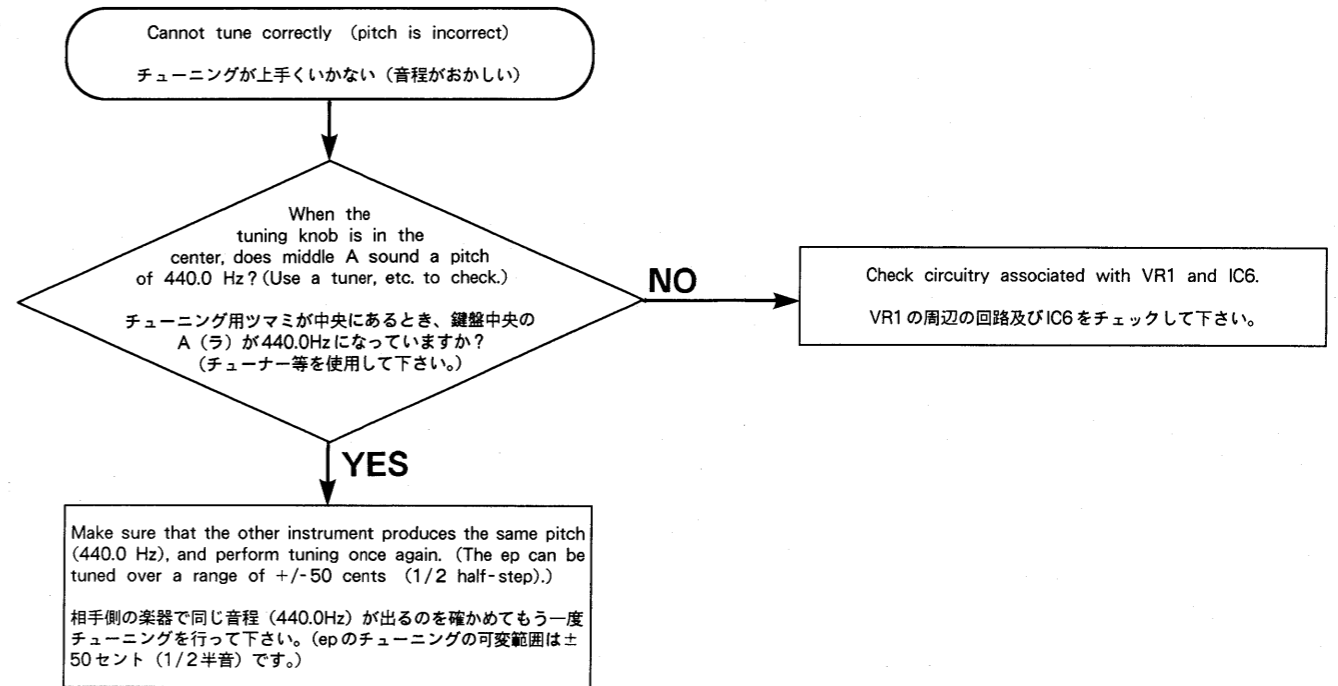 Cannot tune correctly (pitch is incorrect)
チューニングが上手くいかない（音程がおかしい）
When the
tuning knob is in the
center, does middle A sound a pitch
of 440.0 Hz? (Use a tuner, etc. to check.)
チューニング用ツマミが中央にあるとき、鍵盤中央の
A（ラ）が440.0Hzになっていますか？
（チューナー等を使用して下さい。）
NO
Check circuitry associated with VR1 and IC6.
VR1の周辺の回路及びIC6をチェックして下さい。
YES
Make sure that the other instrument produces the same pitch
(440.0 Hz), and perform tuning once again. (The ep can be
tuned over a range of +/-50 cents (1/2 half-step).)
相手側の楽器で同じ音程（440.0Hz）が出るのを確かめてもう一度
チューニングを行って下さい。（epのチューニングの可変範囲は±
50セント（1/2半音）です。）